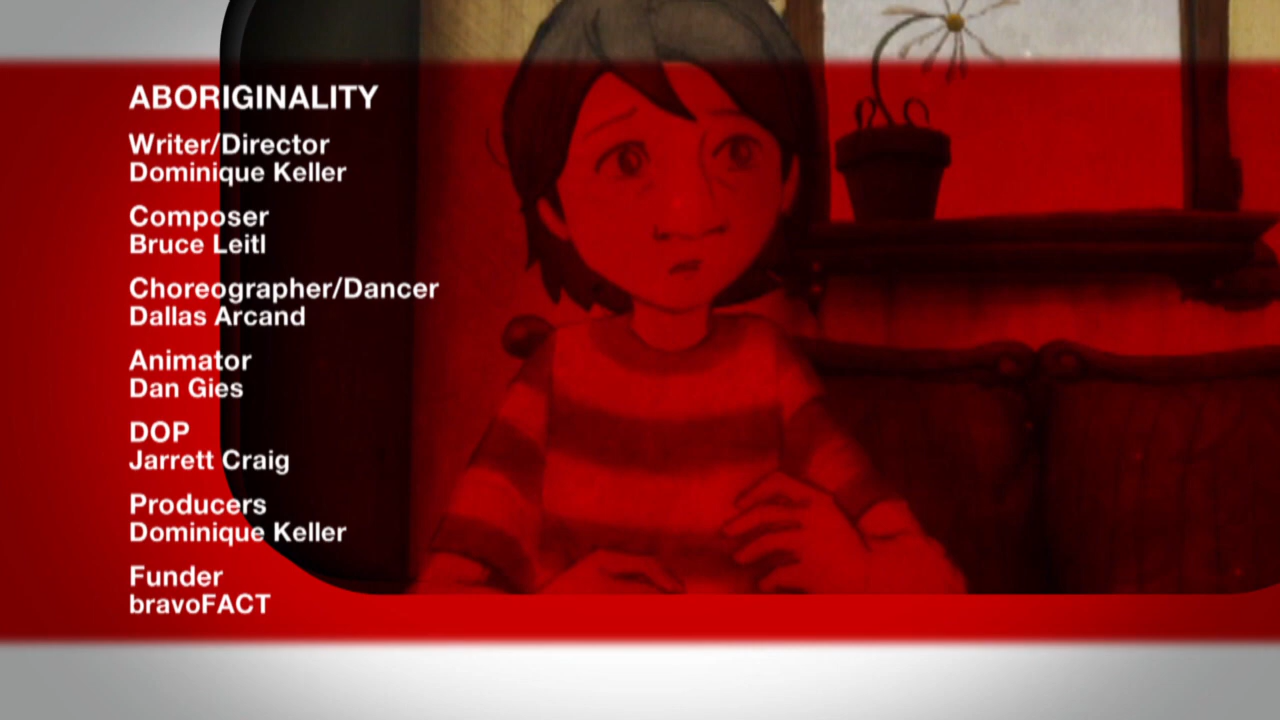 ABORIGINALITY
Writer/Director
Dominique Keller
Composer
Bruce Leitl
Choreographer/Dancer
Dallas Arcand
Animator
Dan Gies
DOP
Jarrett Craig
Producers
Dominique Keller
Funder
bravoFACT